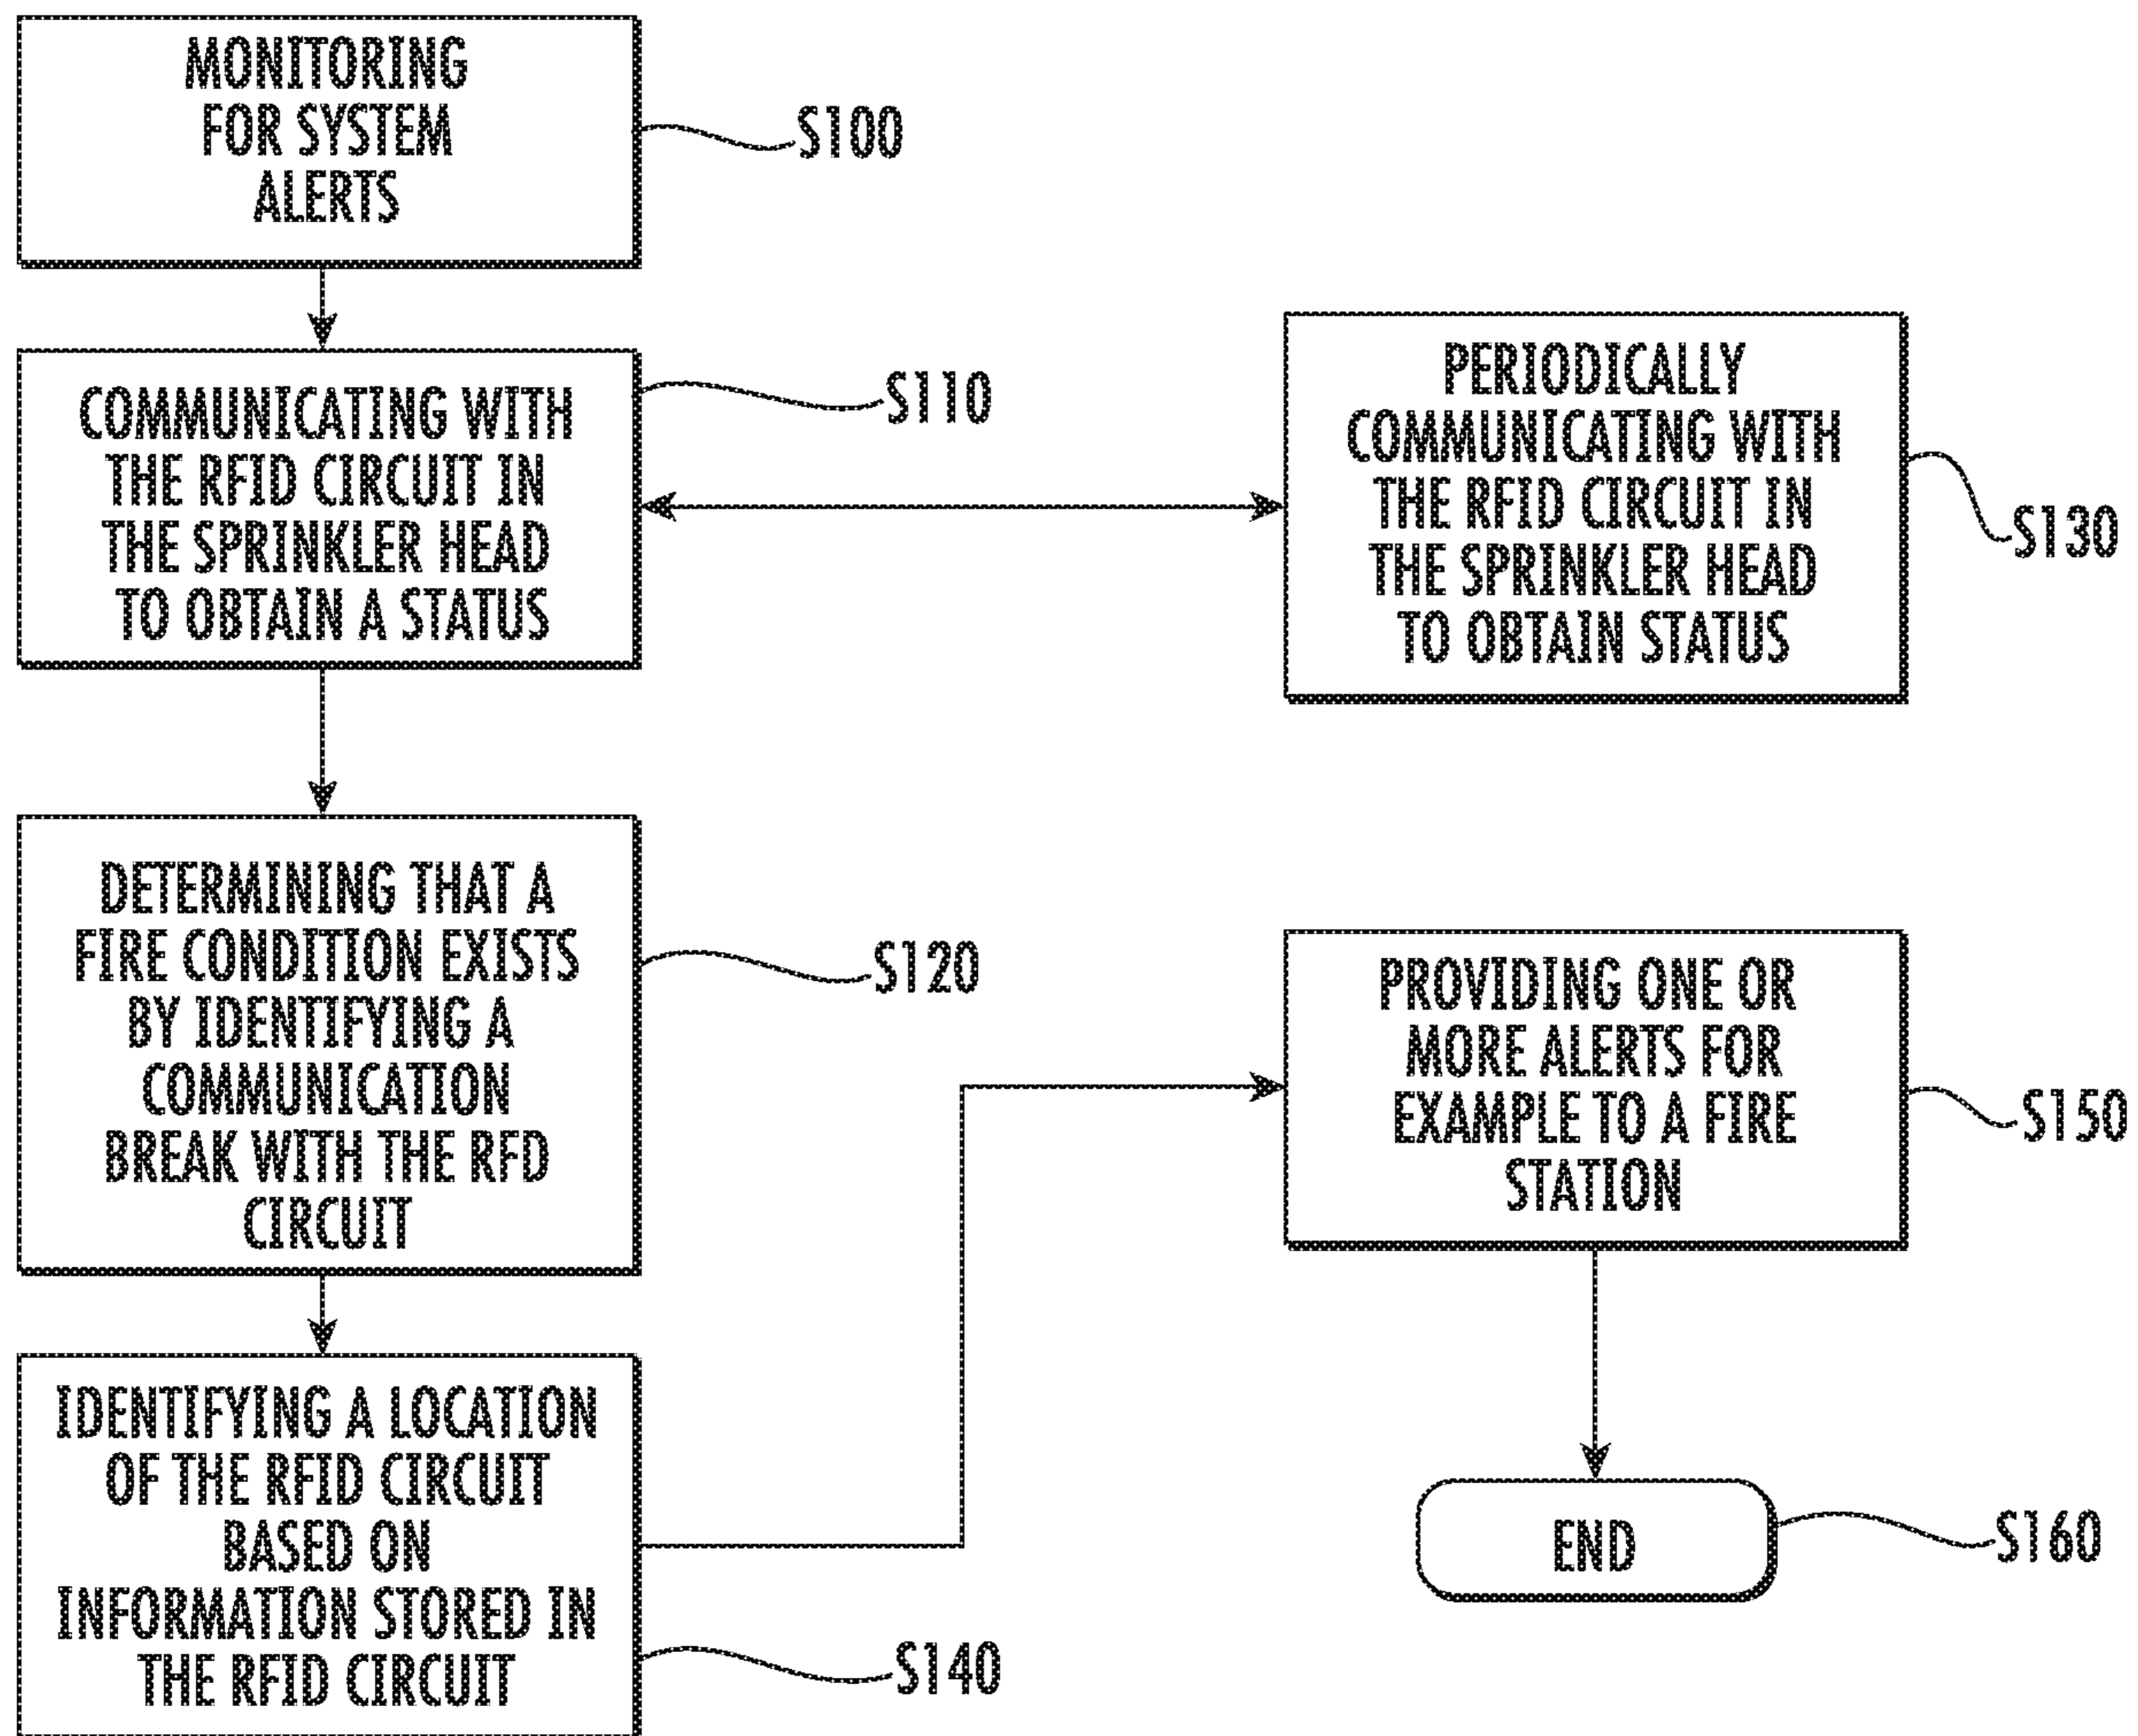 MONITORING
FOR SYSTEM
ALERTS
S100
COMMUNICATING WITH
THE RFID CIRCUIT IN
THE SPRINKLER HEAD
TO OBTAIN A STATUS
S110
PERIODICALLY
COMMUNICATING WITH
THE RFID CIRCUIT IN
THE SPRINKLER HEAD
TO OBTAIN STATUS
S130
DETERMINING THAT A
FIRE CONDITION EXISTS
BY IDENTIFYING A
COMMUNICATION
BREAK WITH THE RFD
CIRCUIT
S120
IDENTIFYING A LOCATION
OF THE RFID CIRCUIT
BASED ON
INFORMATION STORED IN
THE RFID CIRCUIT
S140
PROVIDING ONE OR
MORE ALERTS FOR
EXAMPLE TO A FIRE
STATION
S150
END
S160